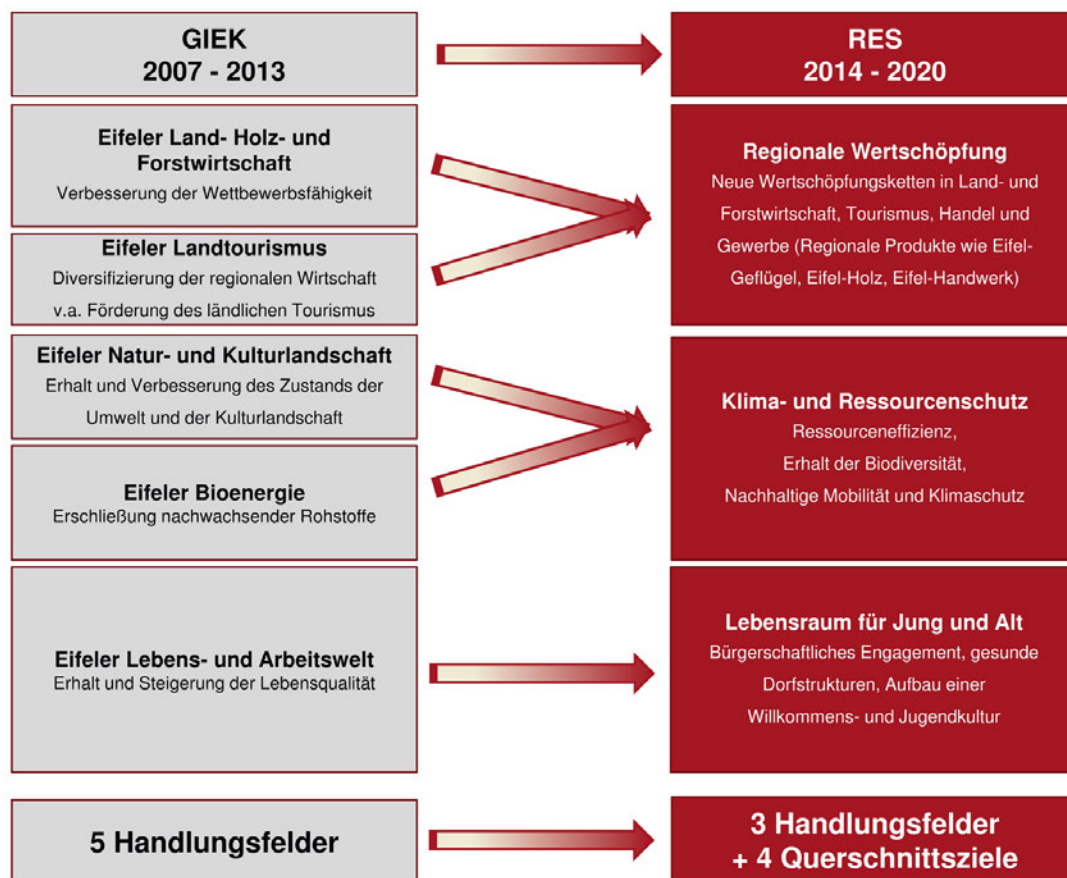 GIEK
2007 - 2013
RES
2014 - 2020
Eifeler Land- Holz- und
Forstwirtschaft
Verbesserung der Wettbewerbsfähigkeit
Eifeler Landtourismus
Diversifizierung der regionalen Wirtschaft
v.a. Förderung des ländlichen Tourismus
Regionale Wertschöpfung
Neue Wertschöpfungsketten in Land- und
Forstwirtschaft, Tourismus, Handel und
Gewerbe (Regionale Produkte wie Eifel-
Geflügel, Eifel-Holz, Eifel-Handwerk)
Eifeler Natur- und Kulturlandschaft
Erhalt und Verbesserung des Zustands der
Umwelt und der Kulturlandschaft
Eifeler Bioenergie
Erschließung nachwachsender Rohstoffe
Klima- und Ressourcenschutz
Ressourceneffizienz,
Erhalt der Biodiversität,
Nachhaltige Mobilität und Klimaschutz
Eifeler Lebens- und Arbeitswelt
Erhalt und Steigerung der Lebensqualität
Lebensraum für Jung und Alt
Bürgerschaftliches Engagement, gesunde
Dorfstrukturen, Aufbau einer
Willkommens- und Jugendkultur
5 Handlungsfelder
3 Handlungsfelder
+ 4 Querschnittsziele